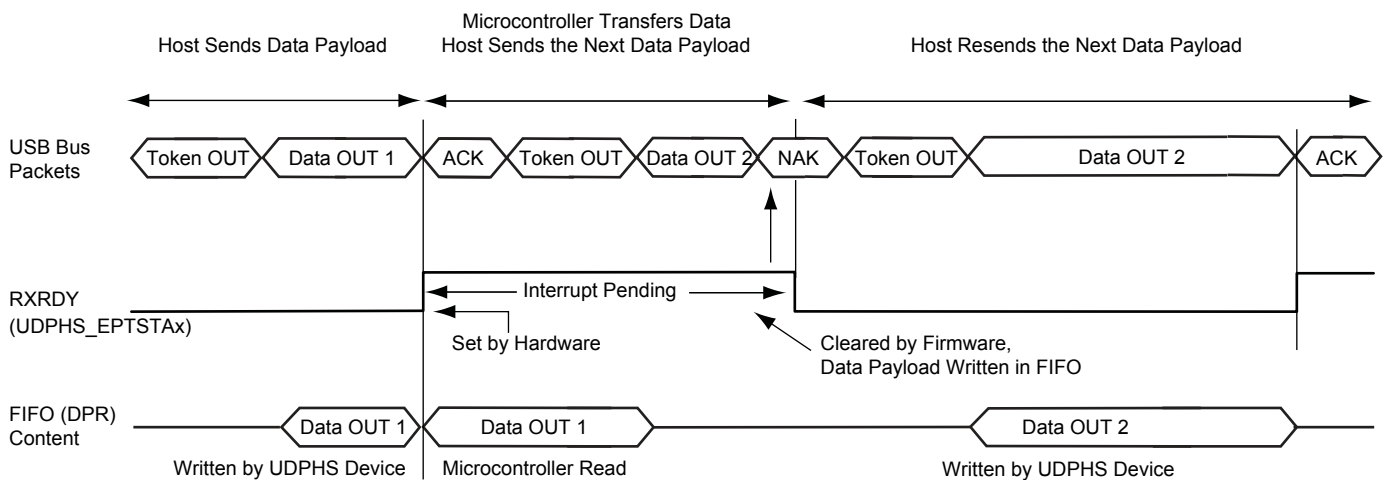 Microcontroller Transfers Data
Host Sends Data Payload
Host Sends the Next Data Payload
Host Resends the Next Data Payload
USB Bus
Packets
Token OUT
Data OUT 1
ACK
Token OUT
Data OUT 2
NAK
Token OUT
Data OUT 2
ACK
RXRDY
(UDPHS_EPTSTAx)
Interrupt Pending
Set by Hardware
Cleared by Firmware,
Data Payload Written in FIFO
FIFO (DPR)
Content
Data OUT 1
Data OUT 1
Data OUT 2
Written by UDPHS Device
Microcontroller Read
Written by UDPHS Device